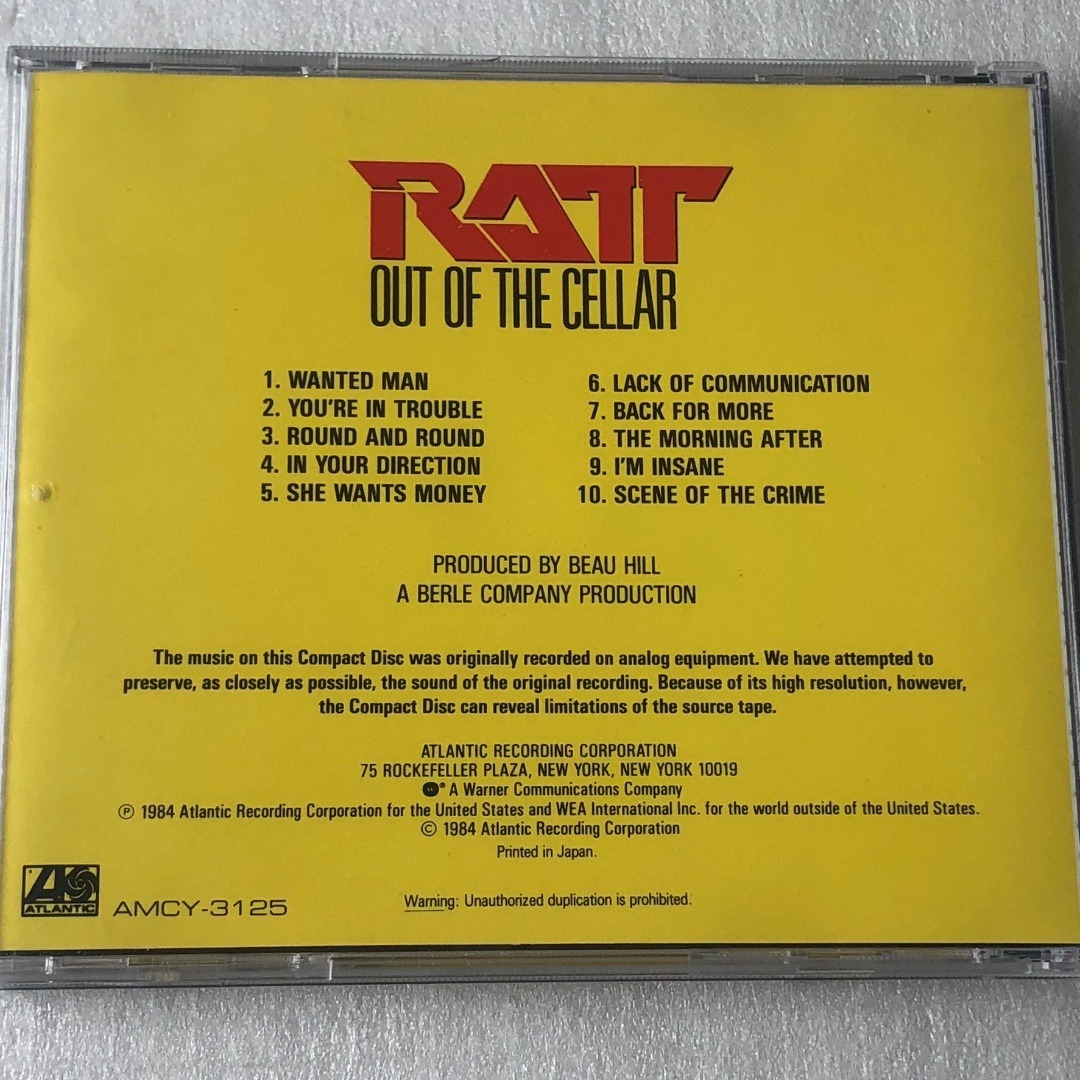 RATT
OUT OF THE CELLAR
1. WANTED MAN
2. YOU'RE IN TROUBLE
3. ROUND AND ROUND
4. IN YOUR DIRECTION
5. SHE WANTS MONEY
6. LACK OF COMMUNICATION
7. BACK FOR MORE
8. THE MORNING AFTER
9. I'M INSANE
10. SCENE OF THE CRIME
PRODUCED BY BEAU HILL
A BERLE COMPANY PRODUCTION
The music on this Compact Disc was originally recorded on analog equipment. We have attempted to
preserve, as closely as possible, the sound of the original recording. Because of its high resolution, however,
the Compact Disc can reveal limitations of the source tape.
ATLANTIC RECORDING CORPORATION
75 ROCKEFELLER PLAZA, NEW YORK, NEW YORK 10019
A Warner Communications Company
℗ 1984 Atlantic Recording Corporation for the United States and WEA International Inc. for the world outside of the United States.
© 1984 Atlantic Recording Corporation
Printed in Japan.
ATLANTIC
AMCY-3125
Warning: Unauthorized duplication is prohibited.